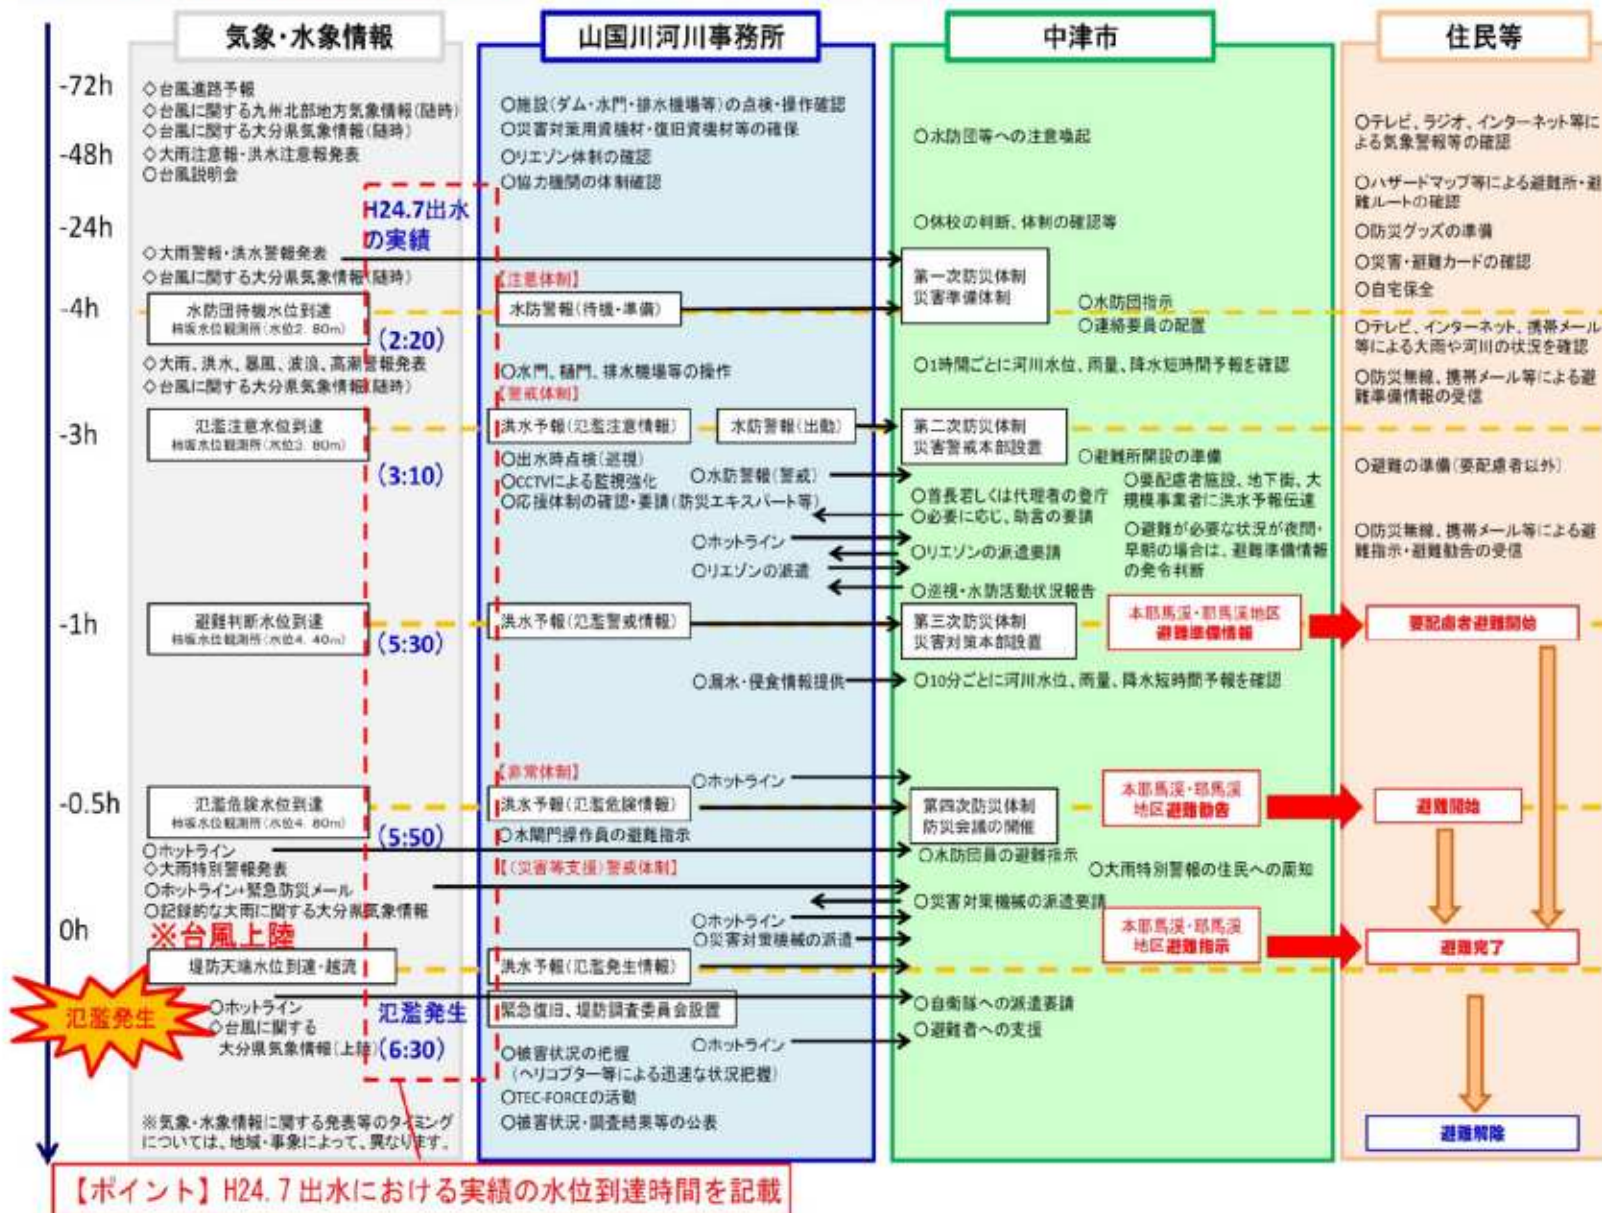 気象・水象情報
山国川河川事務所
中津市
住民等
-72h
-48h
-24h
-4h
-3h
-1h
-0.5h
0h
◇台風進路予報
◇台風に関する九州北部地方気象情報(随時)
◇台風に関する大分県気象情報(随時)
◇大雨注意報・洪水注意報発表
○台風説明会
H24.7出水
の実績
◇大雨警報・洪水警報発表
◇台風に関する大分県気象情報(随時)
水防団待機水位到達
柿坂水位観測所(水位2.80m)
(2:20)
◇大雨、洪水、暴風、波浪、高潮警報発表
◇台風に関する大分県気象情報(随時)
氾濫注意水位到達
柿坂水位観測所(水位3.80m)
(3:10)
避難判断水位到達
柿坂水位観測所(水位4.40m)
(5:30)
氾濫危険水位到達
柿坂水位観測所(水位4.80m)
(5:50)
○ホットライン
◇大雨特別警報発表
○ホットライン+緊急防災メール
○記録的な大雨に関する大分県気象情報
※台風上陸
堤防天端水位到達・越流
氾濫発生
○ホットライン
◇台風に関する
大分県気象情報(上陸)
氾濫発生
(6:30)
※気象・水象情報に関する発表等のタイミング
については、地域・事象によって、異なります。
○施設(ダム・水門・排水機場等)の点検・操作確認
○災害対策用資機材・復旧資機材等の確保
○リエゾン体制の確認
○協力機関の体制確認
【注意体制】
水防警報(待機・準備)
○水門、樋門、排水機場等の操作
【警戒体制】
洪水予報(氾濫注意情報)
水防警報(出動)
○出水時点検(巡視)
○CCTVによる監視強化
○応援体制の確認・要請(防災エキスパート等)
○水防警報(警戒)
○ホットライン
○リエゾンの派遣
洪水予報(氾濫警戒情報)
○漏水・侵食情報提供
【非常体制】
○ホットライン
洪水予報(氾濫危険情報)
○水閘門操作員の避難指示
【(災害等支援)警戒体制】
○ホットライン
○災害対策機械の派遣
洪水予報(氾濫発生情報)
緊急復旧、堤防調査委員会設置
○ホットライン
○被害状況の把握
(ヘリコプター等による迅速な状況把握)
○TEC-FORCEの活動
○被害状況・調査結果等の公表
○水防団等への注意喚起
○休校の判断、体制の確認等
第一次防災体制
災害準備体制
○水防団指示
○連絡要員の配置
○1時間ごとに河川水位、雨量、降水短時間予報を確認
第二次防災体制
災害警戒本部設置
○避難所開設の準備
○要配慮者施設、地下街、大
規模事業者に洪水予報伝達
○首長若しくは代理者の登庁
○必要に応じ、助言の要請
○避難が必要な状況が夜間・
早朝の場合は、避難準備情報
の発令判断
○リエゾンの派遣要請
○巡視・水防活動状況報告
第三次防災体制
災害対策本部設置
本耶馬渓・耶馬渓地区
避難準備情報
○10分ごとに河川水位、雨量、降水短時間予報を確認
第四次防災体制
防災会議の開催
本耶馬渓・耶馬渓
地区避難勧告
○水防団員の避難指示
○大雨特別警報の住民への周知
○災害対策機械の派遣要請
本耶馬渓・耶馬渓
地区避難指示
○自衛隊への派遣要請
○避難者への支援
○テレビ、ラジオ、インターネット等に
よる気象警報等の確認
○ハザードマップ等による避難所・避
難ルートの確認
○防災グッズの準備
○災害・避難カードの確認
○自宅保全
○テレビ、インターネット、携帯メール
等による大雨や河川の状況を確認
○防災無線、携帯メール等による避
難準備情報の受信
○避難の準備(要配慮者以外)
○防災無線、携帯メール等による避
難指示・避難勧告の受信
要配慮者避難開始
避難開始
避難完了
避難解除
【ポイント】H24.7出水における実績の水位到達時間を記載